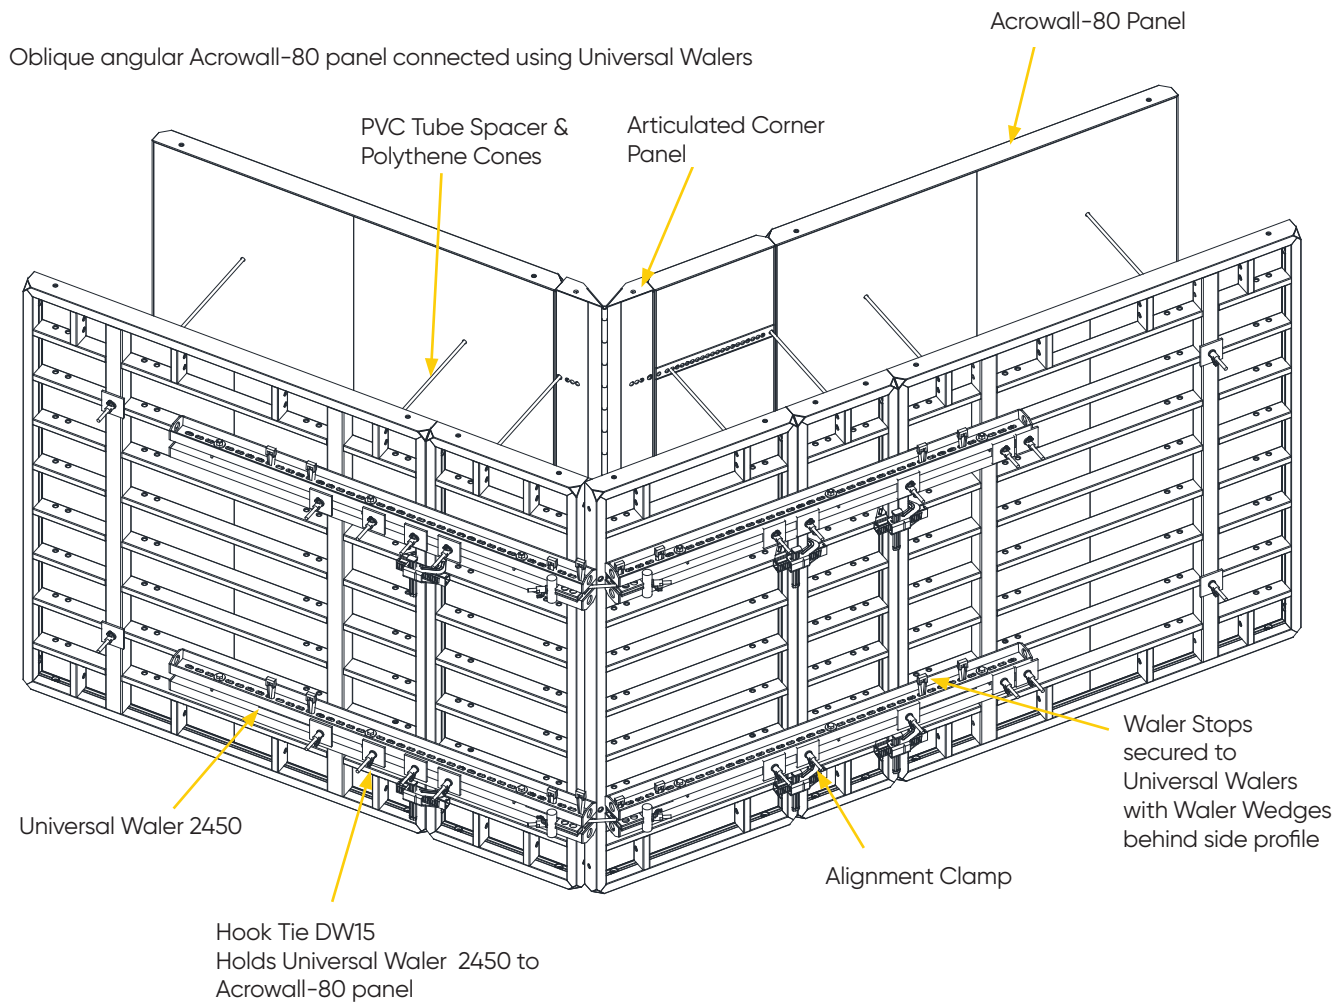 Acrowall-80 Panel
Oblique angular Acrowall-80 panel connected using Universal Walers
PVC Tube Spacer &
Polythene Cones
Articulated Corner
Panel
Waler Stops
secured to
Universal Walers
with Waler Wedges
behind side profile
Universal Waler 2450
Alignment Clamp
Hook Tie DW15
Holds Universal Waler 2450 to
Acrowall-80 panel